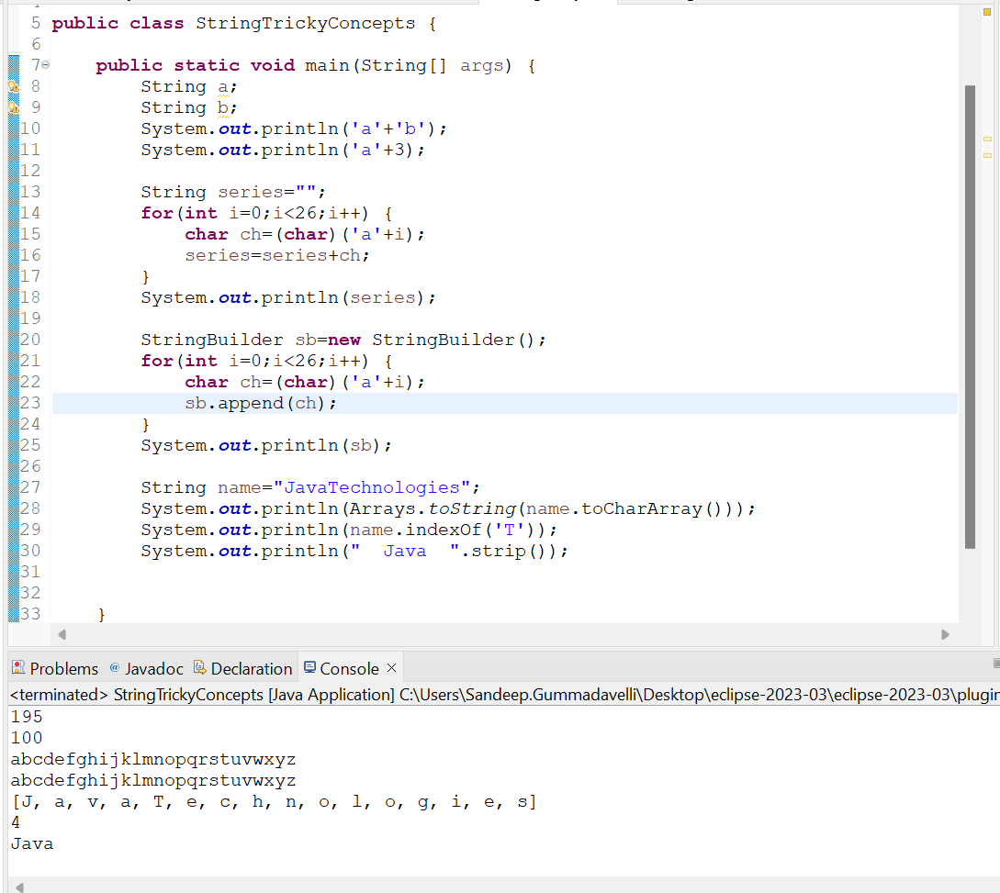 5 public class StringTrickyConcepts {
6
7 public static void main(String[] args) {
8 String a;
9 String b;
10 System.out.println('a'+'b');
11 System.out.println('a'+3);
12
13 String series="";
14 for(int i=0;i<26;i++) {
15 char ch=(char)('a'+i);
16 series=series+ch;
17 }
18 System.out.println(series);
19
20 StringBuilder sb=new StringBuilder();
21 for(int i=0;i<26;i++) {
22 char ch=(char)('a'+i);
23 sb.append(ch);
24 }
25 System.out.println(sb);
26
27 String name="JavaTechnologies";
28 System.out.println(Arrays.toString(name.toCharArray()));
29 System.out.println(name.indexOf('T'));
30 System.out.println("  Java  ".strip());
31
32
33 }
Problems @ Javadoc Declaration Console ×
<terminated> StringTrickyConcepts [Java Application] C:\Users\Sandeep.Gummadavelli\Desktop\eclipse-2023-03\eclipse-2023-03\plugin
195
100
abcdefghijklmnopqrstuvwxyz
abcdefghijklmnopqrstuvwxyz
[J, a, v, a, T, e, c, h, n, o, l, o, g, i, e, s]
4
Java